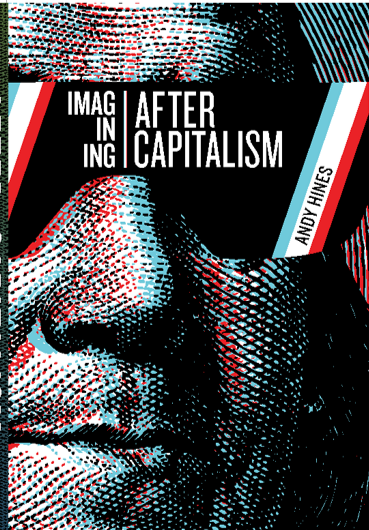 IMAG
IN
ING
AFTER
CAPITALISM
ANDY HINES